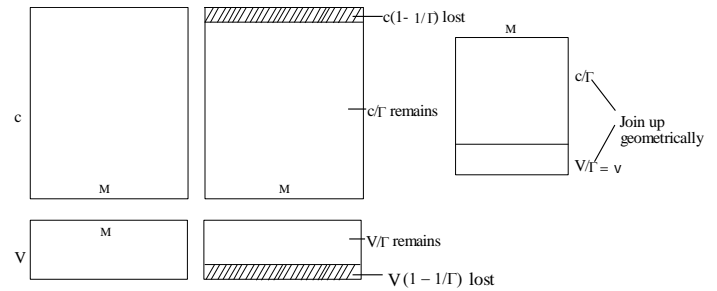 c(1- 1/Γ) lost
M
c/Γ
c
c/Γ remains
Join up
geometrically
M
M
V/Γ = v
M
V
V/Γ remains
V(1 – 1/Γ) lost